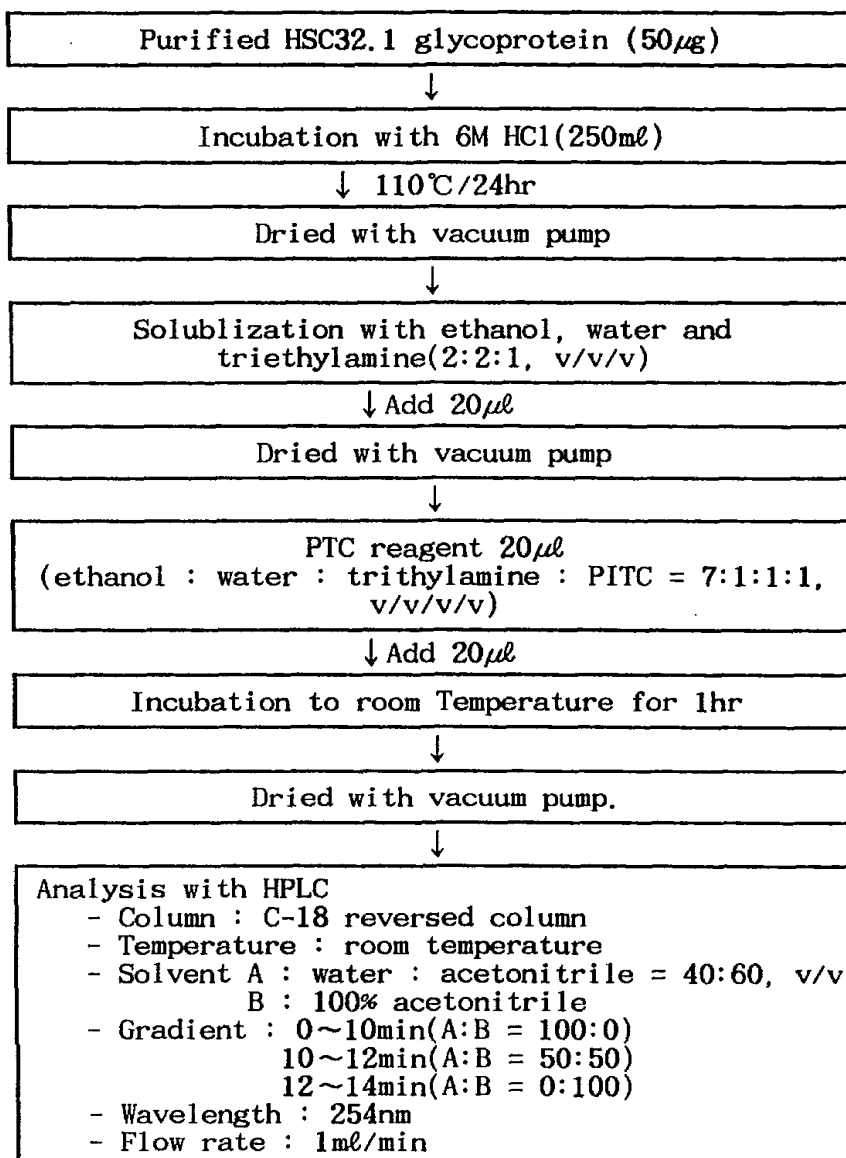 Purified HSC32.1 glycoprotein (50㎍)
↓
Incubation with 6M HCl(250㎖)
↓ 110℃/24hr
Dried with vacuum pump
↓
Solublization with ethanol, water and
triethylamine(2:2:1, v/v/v)
↓ Add 20㎕
Dried with vacuum pump
↓
PTC reagent 20㎕
(ethanol : water : trithylamine : PITC = 7:1:1:1,
v/v/v/v)
↓ Add 20㎕
Incubation to room Temperature for 1hr
↓
Dried with vacuum pump.
↓
Analysis with HPLC
- Column : C-18 reversed column
- Temperature : room temperature
- Solvent A : water : acetonitrile = 40:60, v/v
B : 100% acetonitrile
- Gradient : 0~10min(A:B = 100:0)
10~12min(A:B = 50:50)
12~14min(A:B = 0:100)
- Wavelength : 254nm
- Flow rate : 1㎖/min